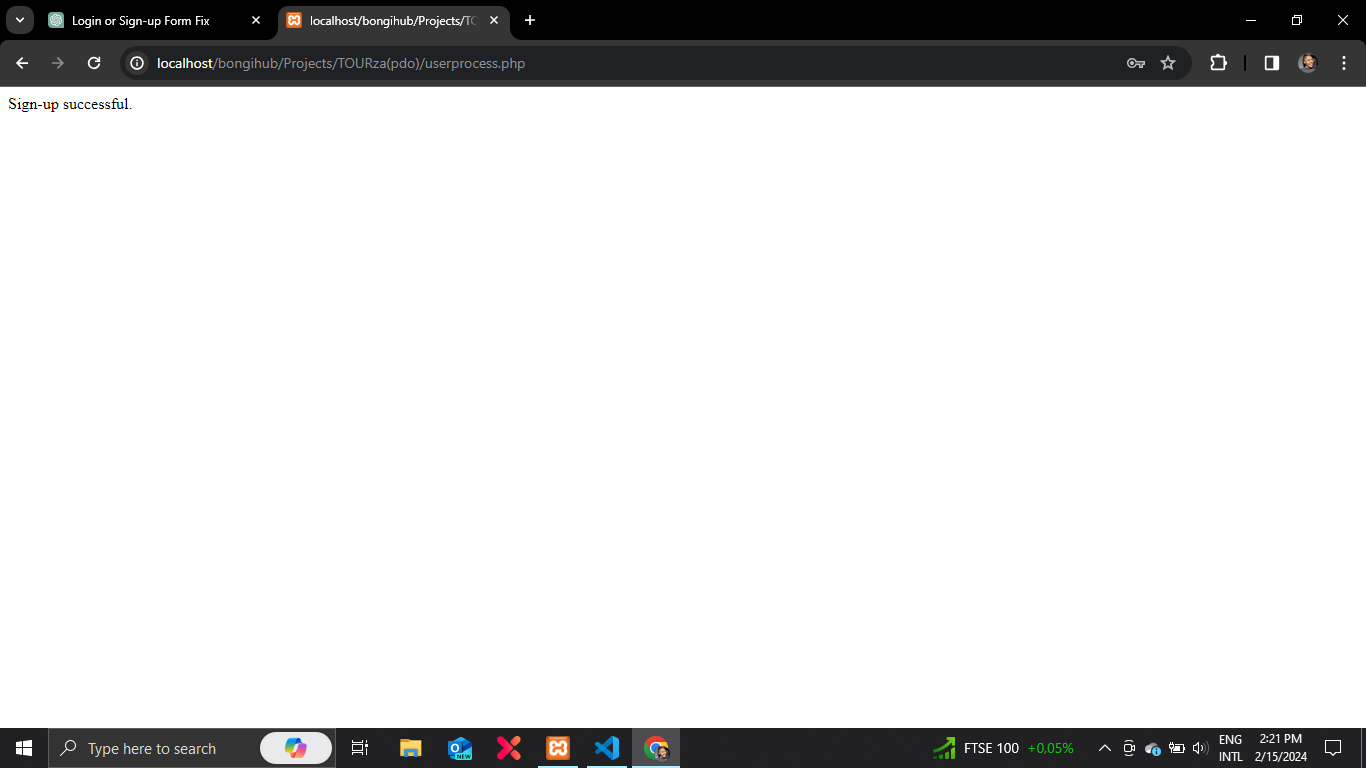 Login or Sign-up Form Fix
localhost/bongihub/Projects/TO
localhost/bongihub/Projects/TOURza(pdo)/userprocess.php
Sign-up successful.
Type here to search
NEW
FTSE 100 +0,05%
ENG
INTL
2:21 PM
2/15/2024